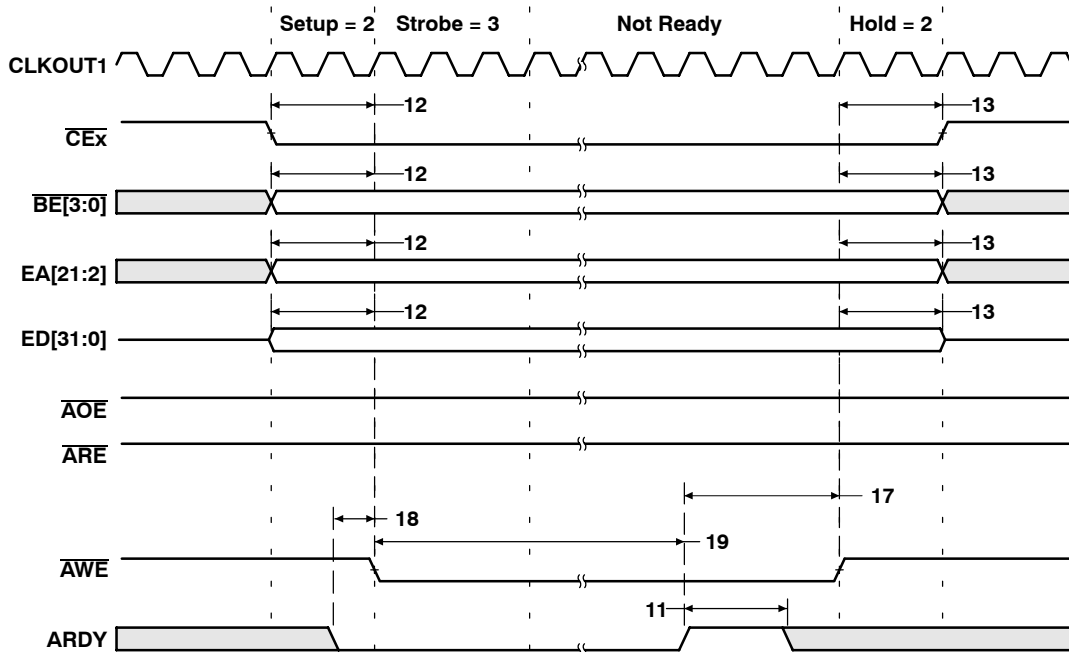 Setup = 2 Strobe = 3 Not Ready Hold = 2
CLKOUT1
12 13
CEx
12 13
BE[3:0]
12 13
EA[21:2]
12 13
ED[31:0]
AOE
ARE
17
18
19
AWE
11
ARDY